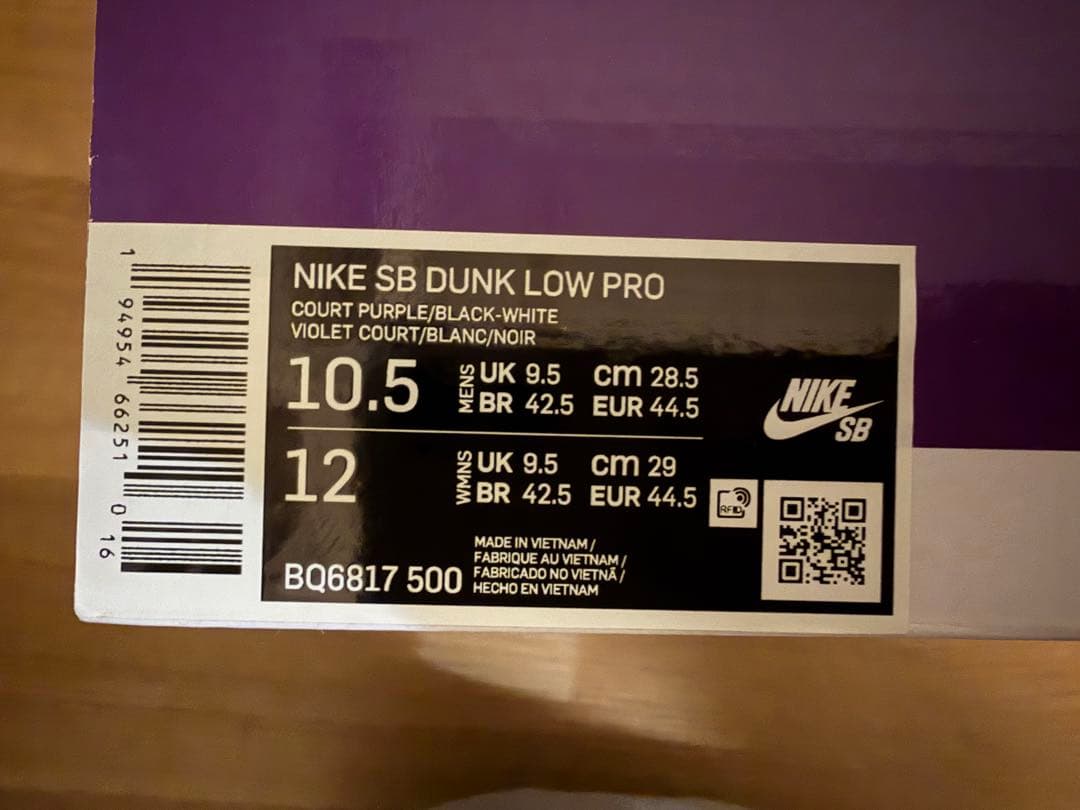 NIKE SB DUNK LOW PRO
COURT PURPLE/BLACK-WHITE
VIOLET COURT/BLANC/NOIR
10.5 MENS UK 9.5 cm 28.5
BR 42.5 EUR 44.5
12 WMNS UK 9.5 cm 29
BR 42.5 EUR 44.5
NIKE
SB
RFID
BQ6817 500
MADE IN VIETNAM /
FABRIQUE AU VIETNAM /
FABRICADO NO VIETNÃ /
HECHO EN VIETNAM
1 94954 66251 0 16